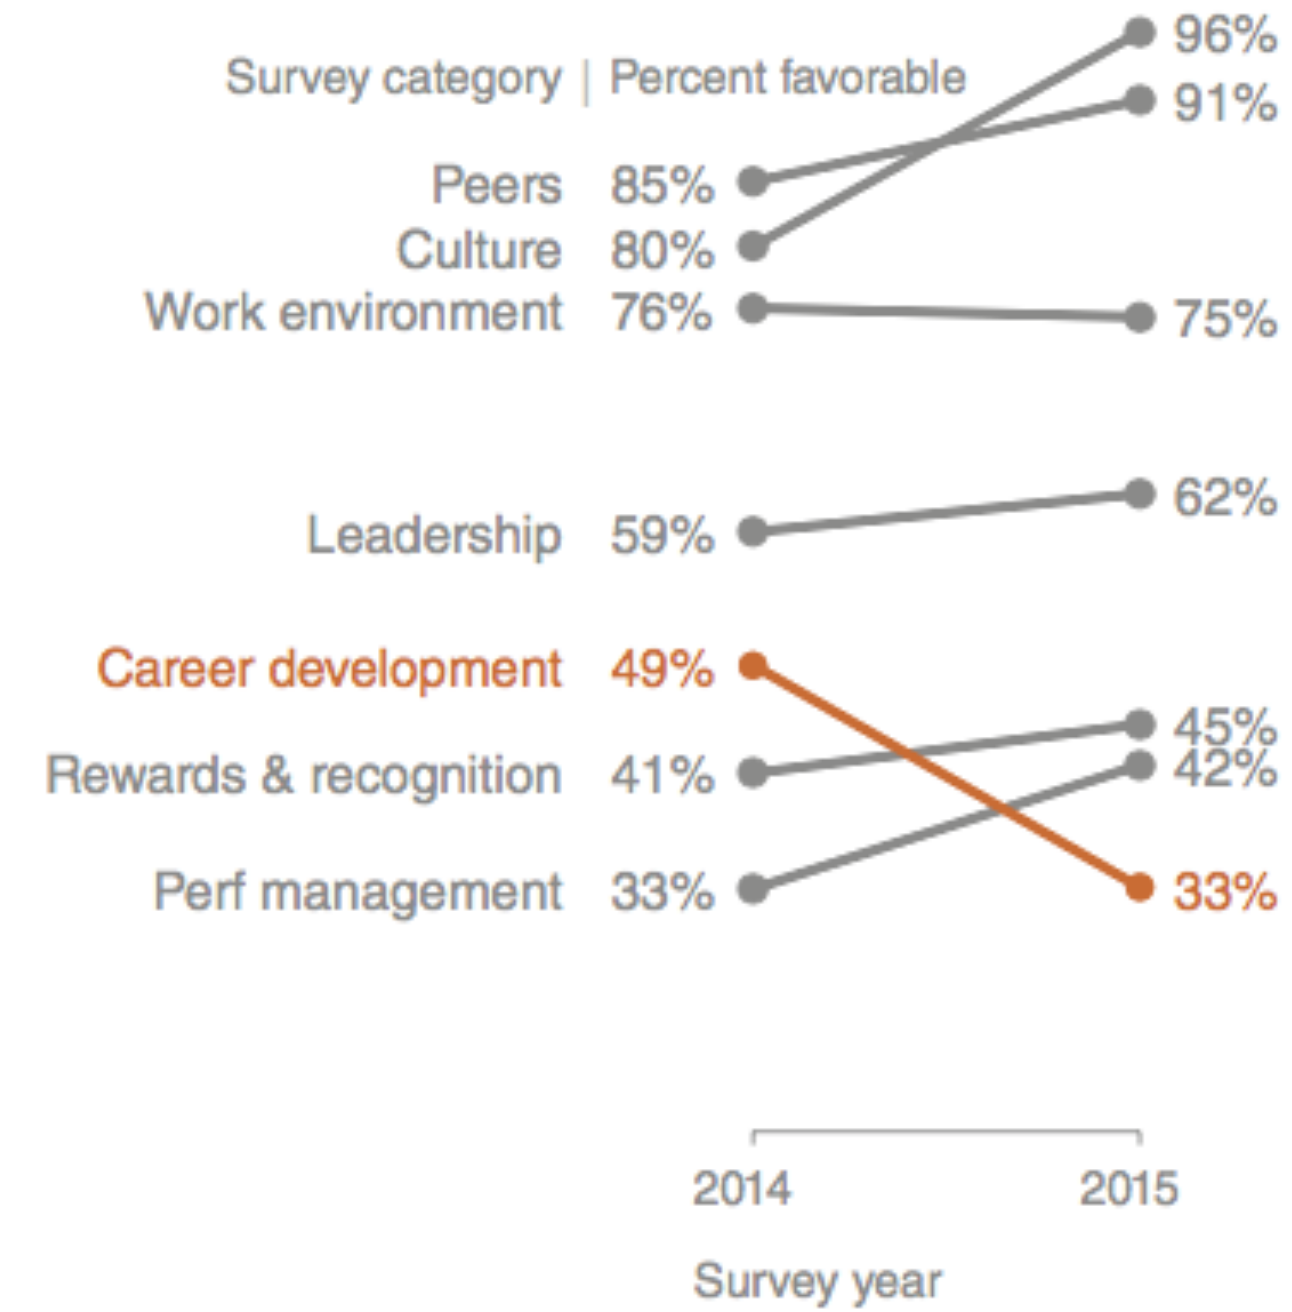 96%
Survey category | Percent favorable
91%
Peers 85%
Culture 80%
Work environment 76% 75%
Leadership 59% 62%
Career development 49%
45%
Rewards & recognition 41% 42%
Perf management 33% 33%
2014 2015
Survey year